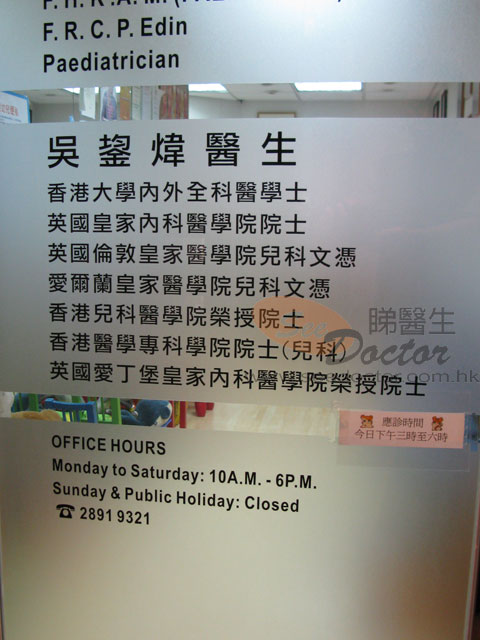 F. R. C. P. Edin
Paediatrician
吳鋆煒醫生
香港大學內外全科醫學士
英國皇家內科醫學院院士
英國倫敦皇家醫學院兒科文憑
愛爾蘭皇家醫學院兒科文憑
香港兒科醫學院榮授院士
香港醫學專科學院院士(兒科)
英國愛丁堡皇家內科醫學院榮授院士
See Doctor 睇醫生
應診時間
今日下午三時至六時
OFFICE HOURS
Monday to Saturday: 10A.M. - 6P.M.
Sunday & Public Holiday: Closed
☎ 2891 9321